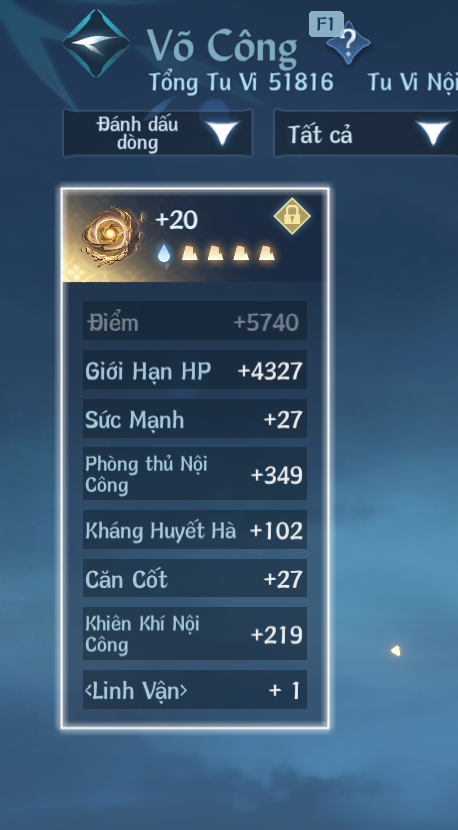 F1
?
Võ Công
Tổng Tu Vi 51816 Tu Vi Nội
Đánh dấu
dòng
Tất cả
+20
Điểm +5740
Giới Hạn HP +4327
Sức Mạnh +27
Phòng thủ Nội
Công +349
Kháng Huyết Hà +102
Căn Cốt +27
Khiên Khí Nội
Công +219
<Linh Vận> + 1